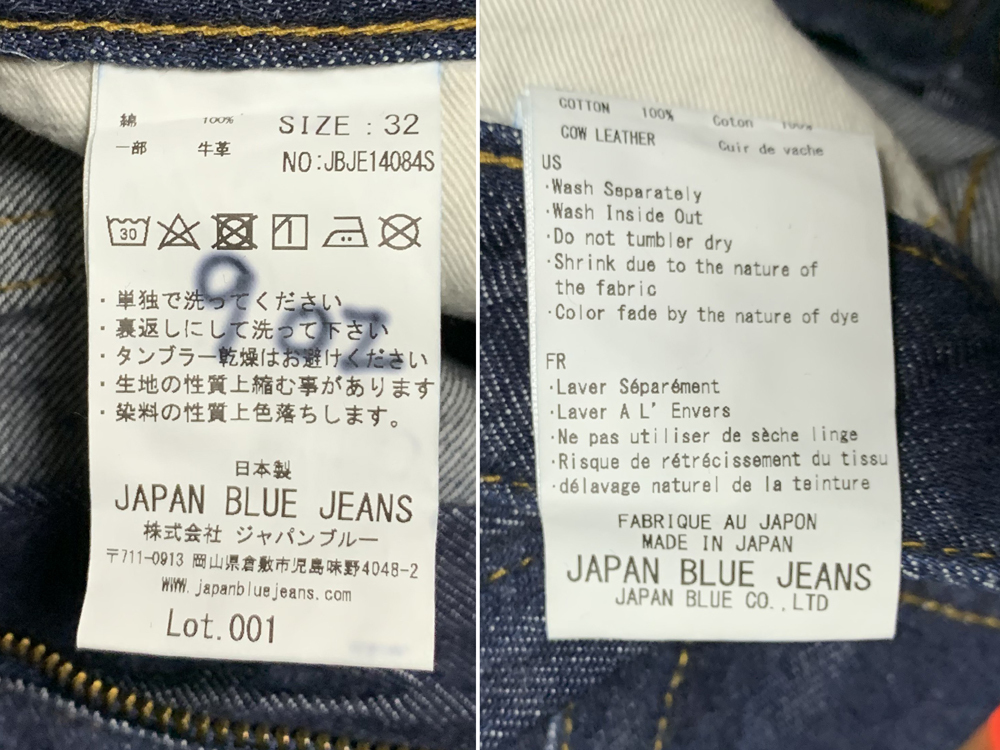 綿 100% SIZE : 32
一部 牛革 NO:JBJE14084S
30
・単独で洗ってください
・裏返しにして洗って下さい
・タンブラー乾燥はお避けください
・生地の性質上縮む事があります
・染料の性質上色落ちします。
日本製
JAPAN BLUE JEANS
株式会社 ジャパンブルー
〒711-0913 岡山県倉敷市児島味野4048-2
www.japanbluejeans.com
Lot.001
9oz
COTTON 100% Coton 100%
COW LEATHER Cuir de vache
US
·Wash Separately
·Wash Inside Out
·Do not tumbler dry
·Shrink due to the nature of
the fabric
·Color fade by the nature of dye
FR
·Laver Séparément
·Laver A L' Envers
·Ne pas utiliser de sèche linge
·Risque de rétrécissement du tissu
·délavage naturel de la teinture
FABRIQUE AU JAPON
MADE IN JAPAN
JAPAN BLUE JEANS
JAPAN BLUE CO.,LTD